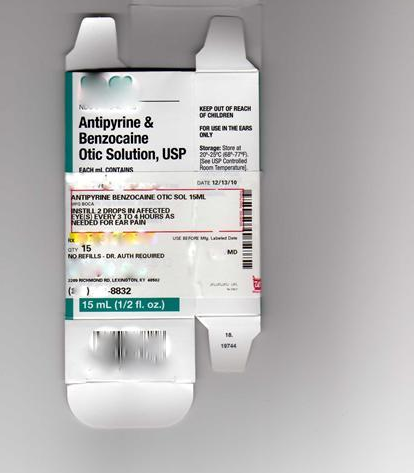 Antipyrine &
Benzocaine
Otic Solution, USP
EACH mL CONTAINS
KEEP OUT OF REACH
OF CHILDREN
FOR USE IN THE EARS
ONLY
Storage: Store at
20°-25°C (68°-77°F).
[See USP Controlled
Room Temperature].
DATE 12/13/10
ANTIPYRINE BENZOCAINE OTIC SOL 15ML
INSTILL 2 DROPS IN AFFECTED
EYE(S) EVERY 3 TO 4 HOURS AS
NEEDED FOR EAR PAIN
RX
USE BEFORE Mfg. Labeled Date
QTY 15
MD
NO REFILLS - DR. AUTH REQUIRED
2299 RICHMOND RD, LEXINGTON, KY
-8832
15 mL (1/2 fl. oz.)
18.
19744